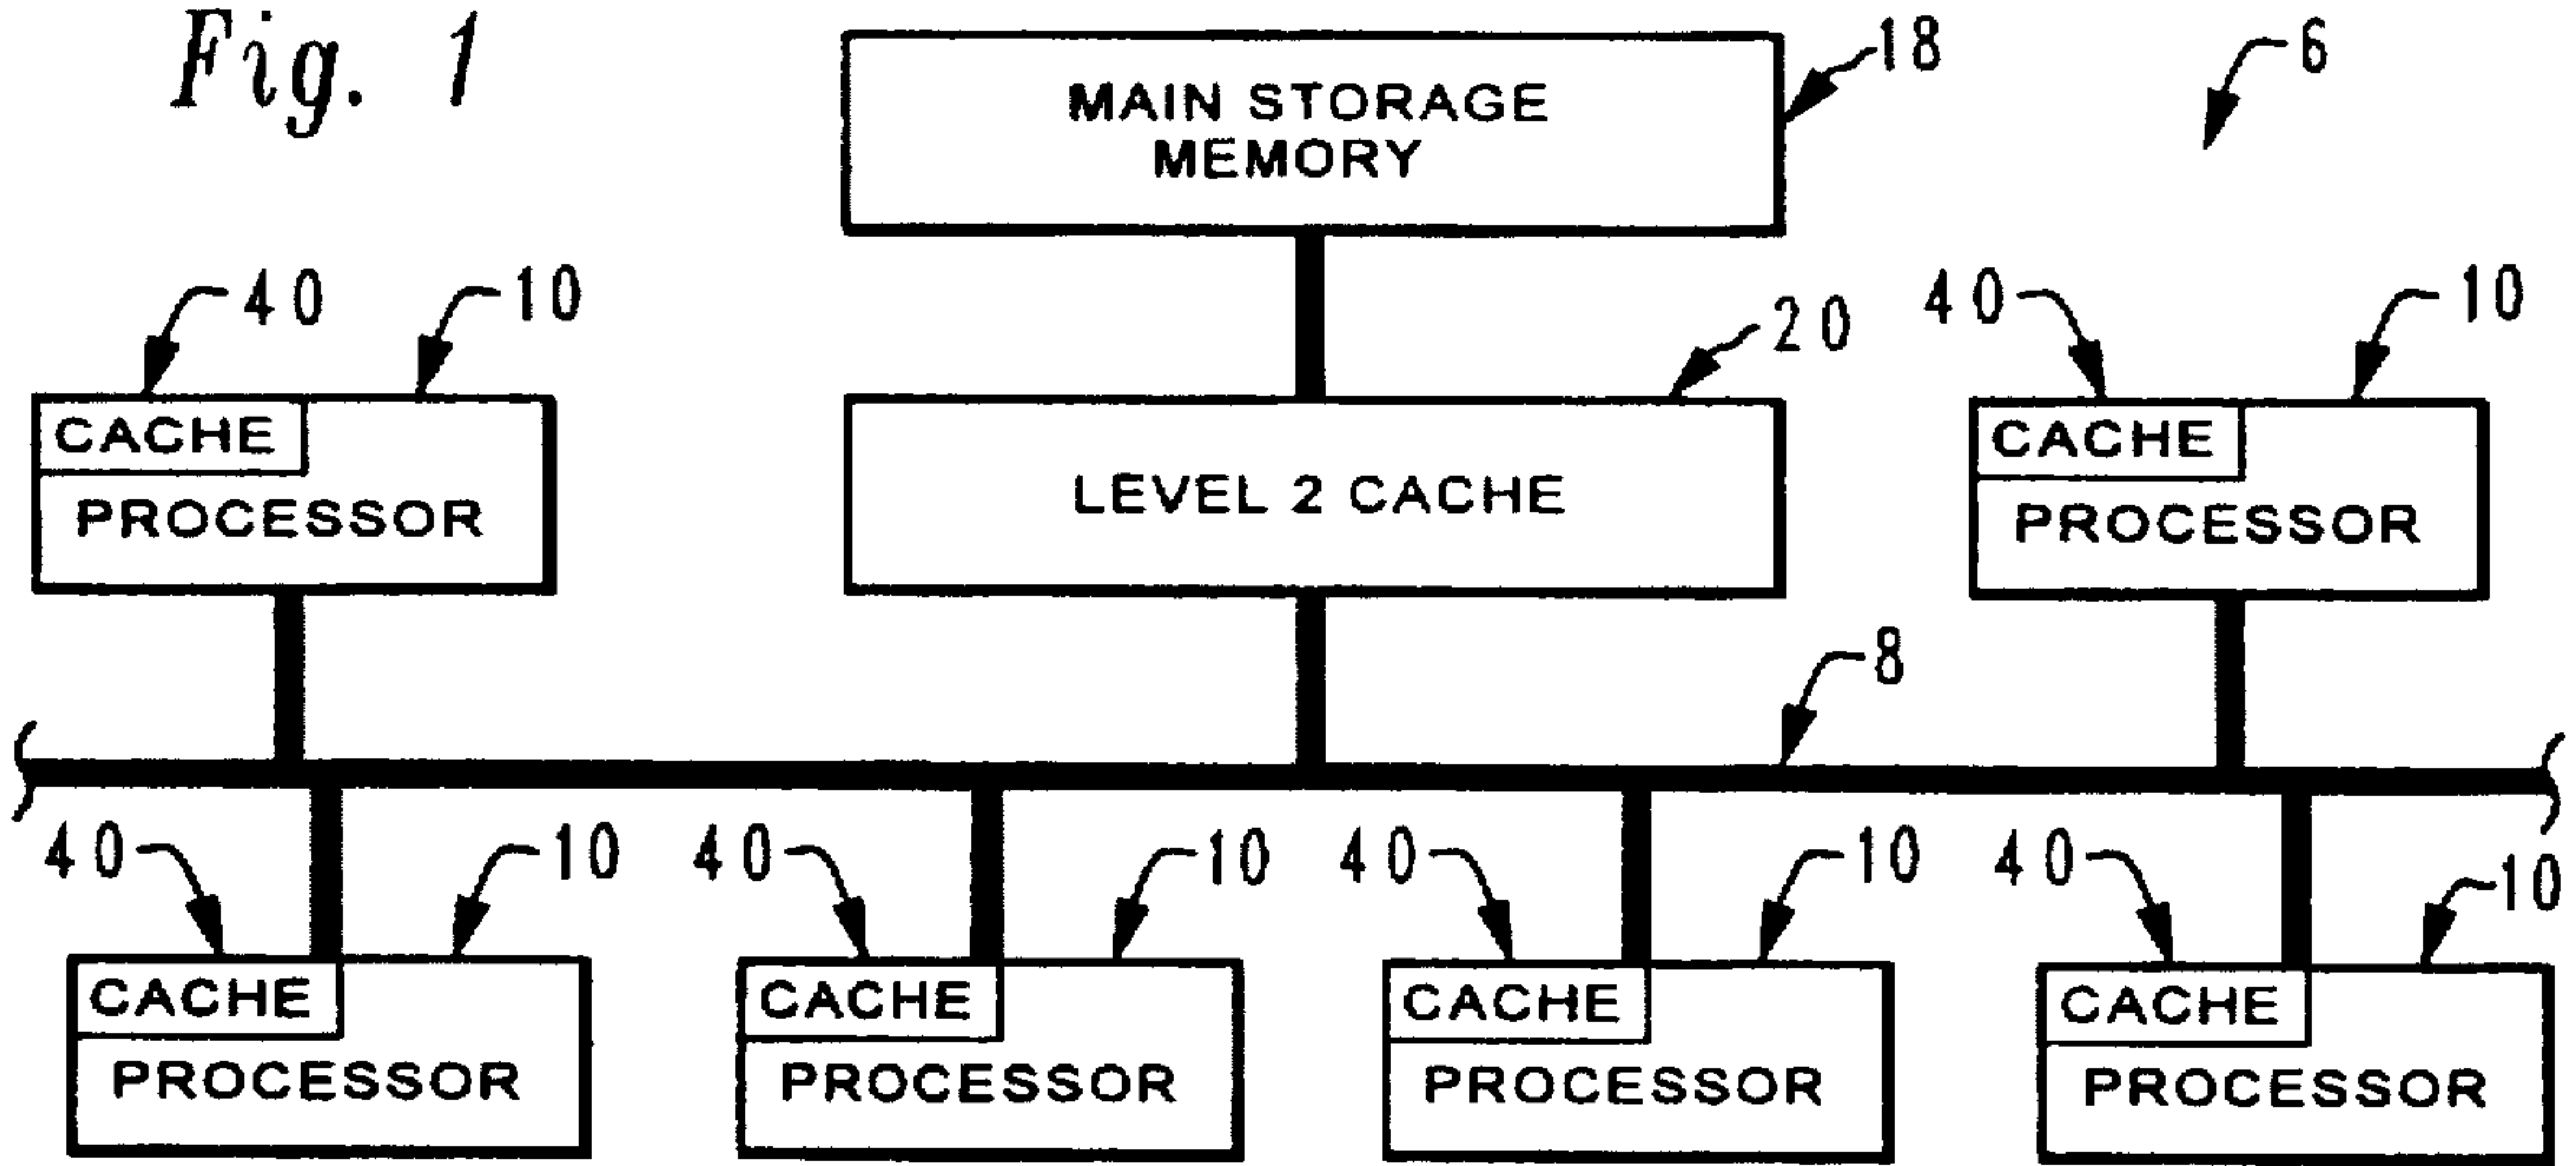 Fig. 1
MAIN STORAGE
MEMORY
18
6
40
10
CACHE
PROCESSOR
20
LEVEL 2 CACHE
40
10
CACHE
PROCESSOR
8
40
10
CACHE
PROCESSOR
40
10
CACHE
PROCESSOR
40
10
CACHE
PROCESSOR
40
10
CACHE
PROCESSOR